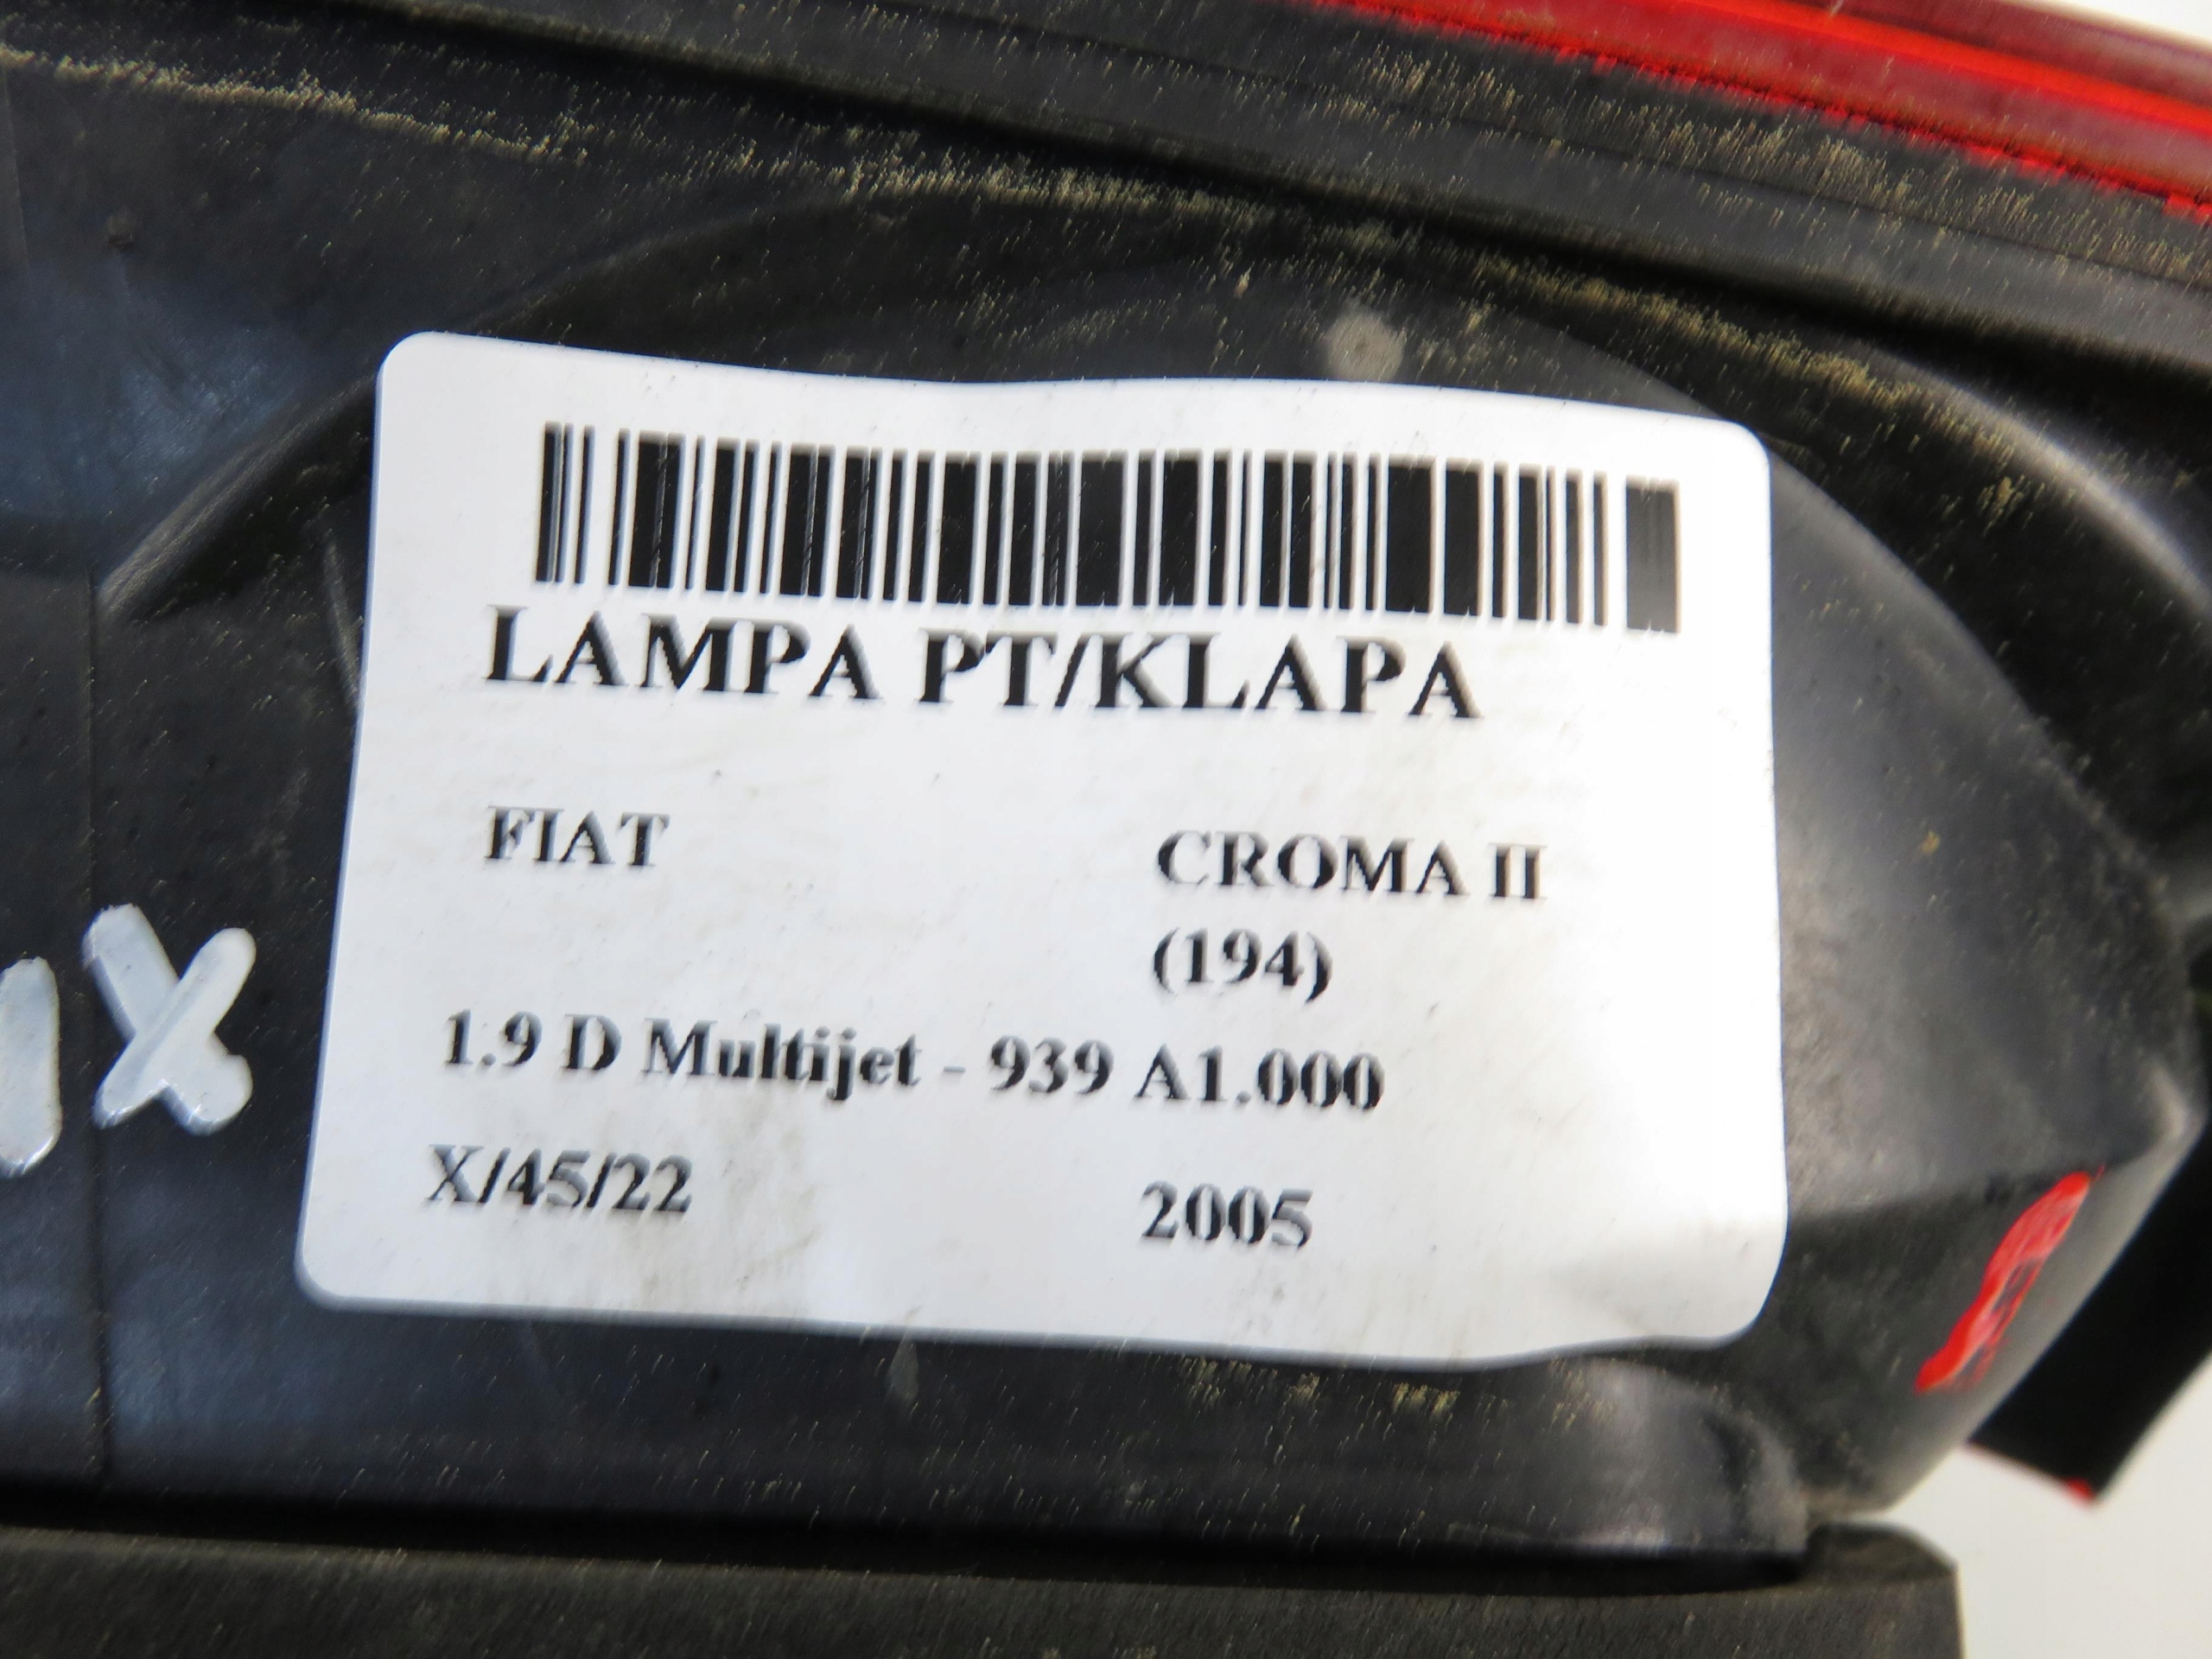 LAMPA PT/KLAPA
FIAT CROMA II
(194)
1.9 D Multijet - 939 A1.000
X/45/22 2005
X